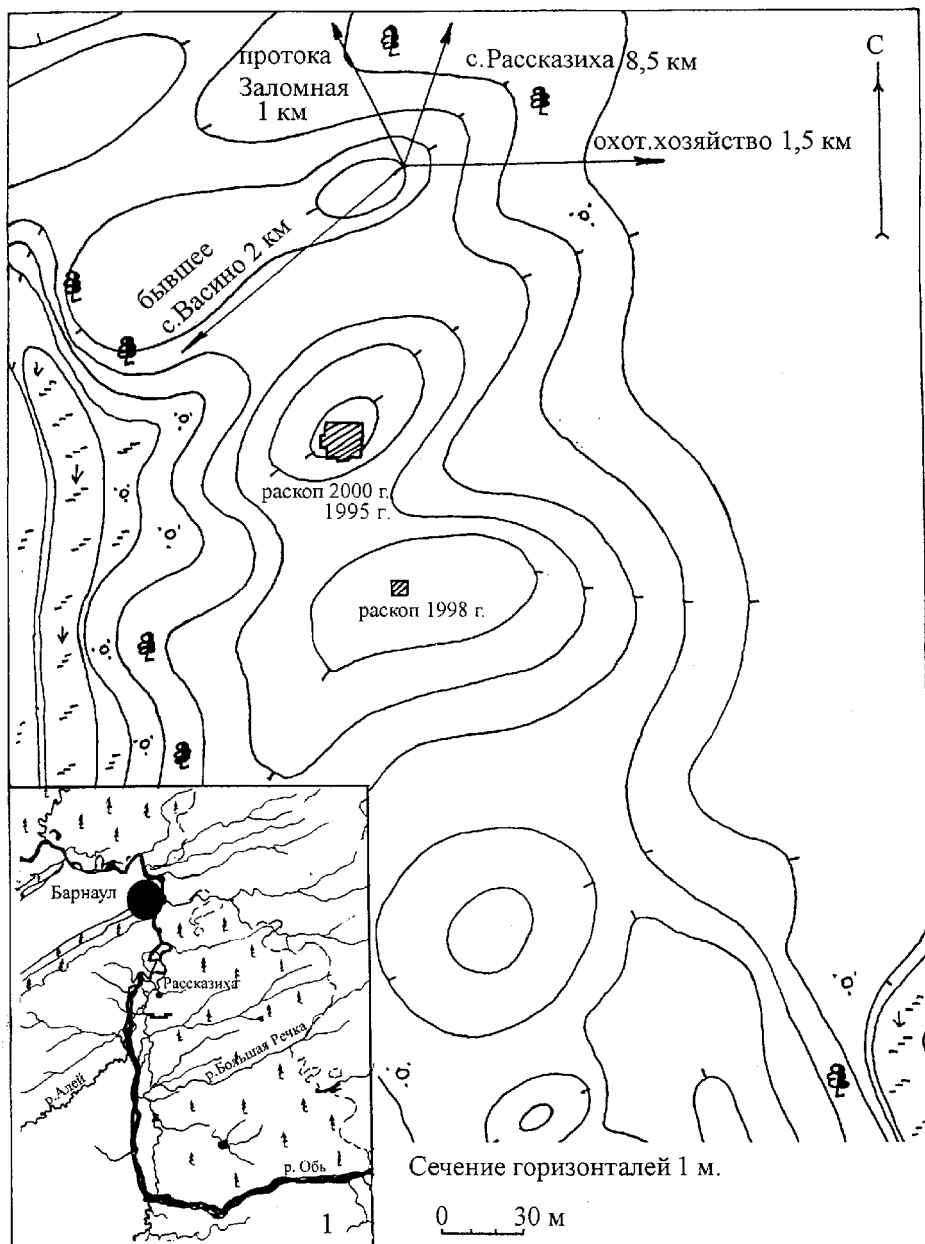 протока
Заломная
1 км
с.Рассказиха 8,5 км
С
охот.хозяйство 1,5 км
бывшее
с.Васино 2 км
раскоп 2000 г.
1995 г.
раскоп 1998 г.
Барнаул
Рассказиха
р.Большая Речка
р.Алей
р. Обь
1
Сечение горизонталей 1 м.
0 30 м